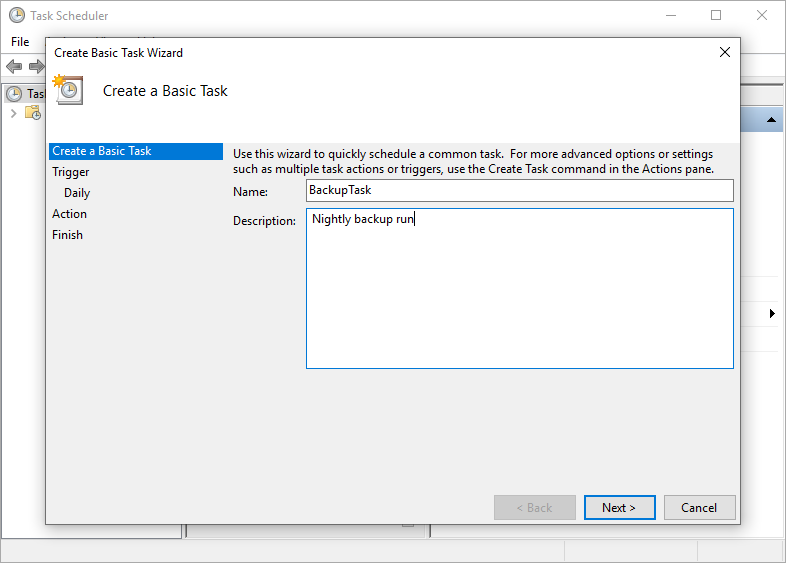 Task Scheduler
File
Create Basic Task Wizard
Create a Basic Task
Create a Basic Task
Trigger
Daily
Action
Finish
Use this wizard to quickly schedule a common task.  For more advanced options or settings
such as multiple task actions or triggers, use the Create Task command in the Actions pane.
Name:
BackupTask
Description:
Nightly backup run
< Back
Next >
Cancel